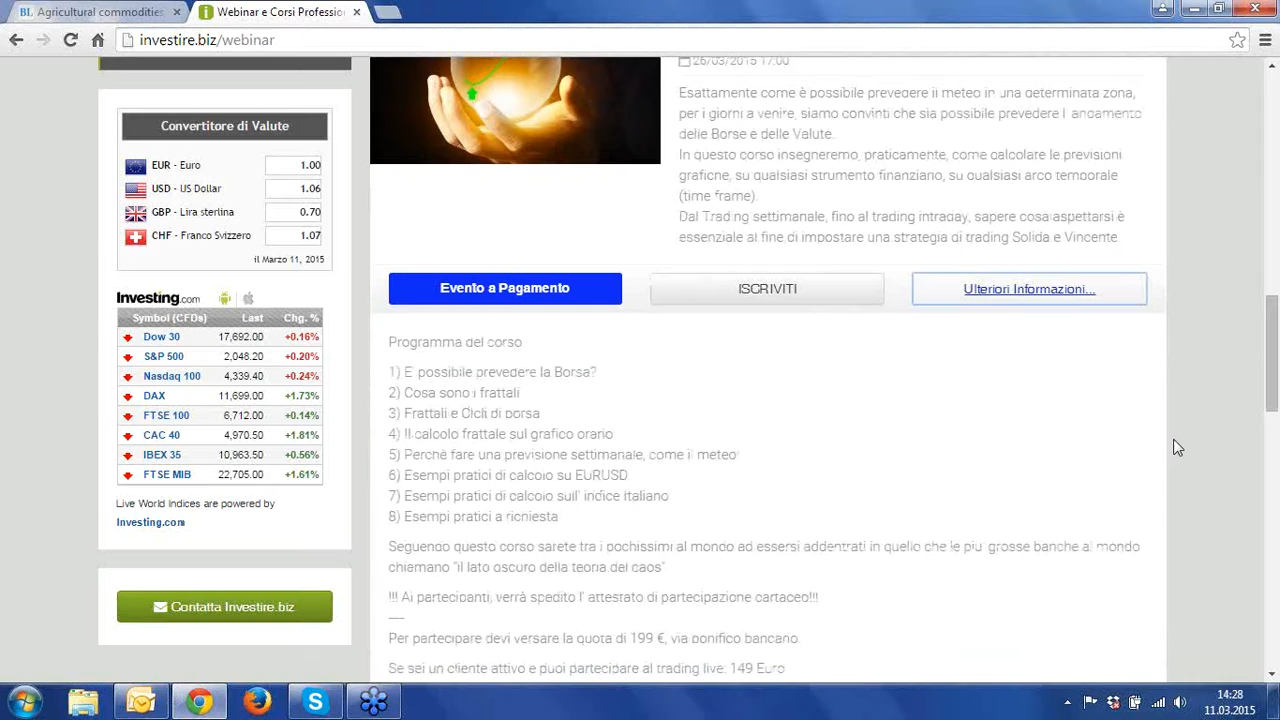 BL Agricultural commodities
Webinar e Corsi Professio
investire.biz/webinar
Convertitore di Valute
EUR - Euro 1.00
USD - US Dollar 1.06
GBP - Lira sterlina 0.70
CHF - Franco Svizzero 1.07
il Marzo 11, 2015
Investing.com
Symbol (CFDs) Last Chg. %
Dow 30 17,692.00 +0.16%
S&P 500 2,048.20 +0.20%
Nasdaq 100 4,339.40 +0.24%
DAX 11,699.00 +1.73%
FTSE 100 6,712.00 +0.14%
CAC 40 4,970.50 +1.81%
IBEX 35 10,963.50 +0.56%
FTSE MIB 22,705.00 +1.61%
Live World Indices are powered by
Investing.com
Contatta Investire.biz
26/03/2015 17:00
Esattamente come è possibile prevedere il meteo in una determinata zona,
per i giorni a venire, siamo convinti che sia possibile prevedere l'andamento
delle Borse e delle Valute.
In questo corso insegneremo, praticamente, come calcolare le previsioni
grafiche, su qualsiasi strumento finanziario, su qualsiasi arco temporale
(time frame).
Dal Trading settimanale, fino al trading intraday, sapere cosa aspettarsi è
essenziale al fine di impostare una strategia di trading Solida e Vincente.
Evento a Pagamento
ISCRIVITI
Ulteriori Informazioni...
Programma del corso
1) E' possibile prevedere la Borsa?
2) Cosa sono i frattali
3) Frattali e Cicli di borsa
4) Il calcolo frattale sul grafico orario
5) Perchè fare una previsione settimanale, come il meteo'
6) Esempi pratici di calcolo su EURUSD
7) Esempi pratici di calcolo sull' indice italiano
8) Esempi pratici a richiesta
Seguendo questo corso sarete tra i pochissimi al mondo ad essersi addentrati in quello che le piu' grosse banche al mondo
chiamano "il lato oscuro della teoria del caos"
!!! Ai partecipanti, verrà spedito l' attestato di partecipazione cartaceo!!!
—-
Per partecipare devi versare la quota di 199 €, via bonifico bancario.
Se sei un cliente attivo e puoi partecipare al trading live: 149 Euro
14:28
11.03.2015